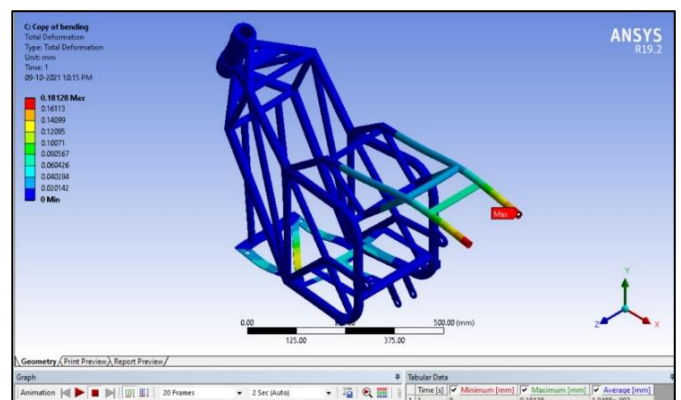 C: Copy of bending
Total Deformation
Type: Total Deformation
Unit: mm
Time: 1
09-10-2021 10:15 PM
0.18128 Max
0.16113
0.14099
0.12085
0.10071
0.080567
0.060426
0.040284
0.020142
0 Min
ANSYS
R19.2
Max
0.00
500.00 (mm)
125.00
375.00
Y
Z
X
Geometry Print Preview Report Preview
Graph
Animation
20 Frames
2 Sec (Auto)
Tabular Data
Time [s] Minimum [mm] Maximum [mm] Average [mm]